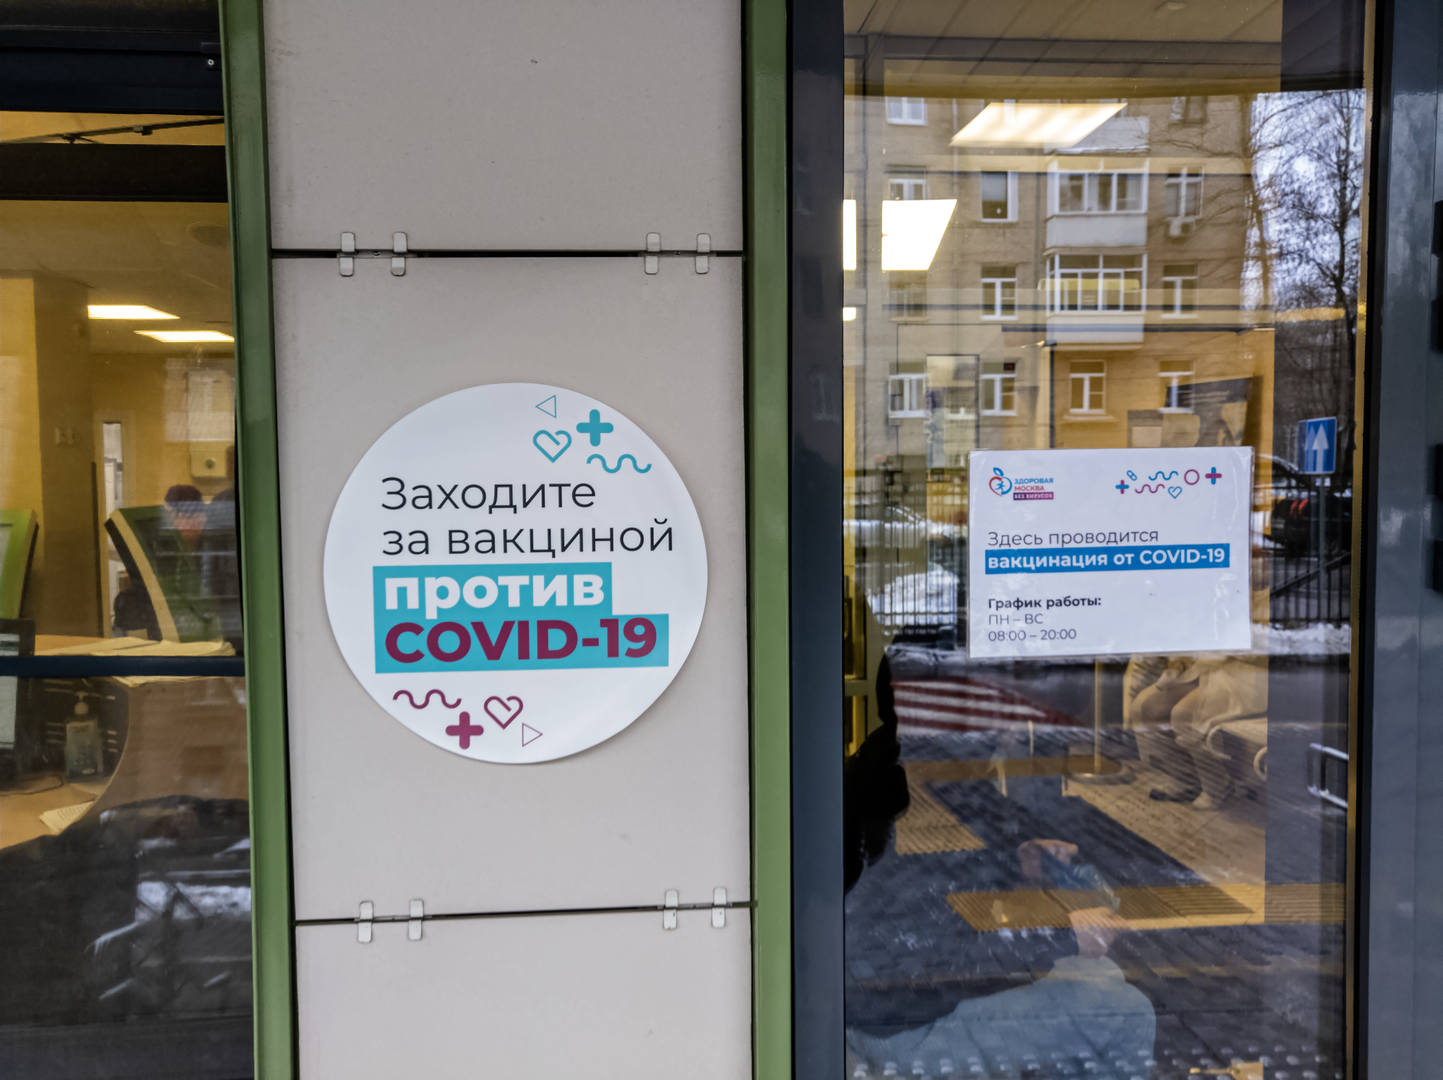 Заходите
за вакциной
против
COVID-19
ЗДОРОВАЯ
МОСКВА
БЕЗ ВИРУСОВ
Здесь проводится
вакцинация от COVID-19
График работы:
ПН – ВС
08:00 – 20:00